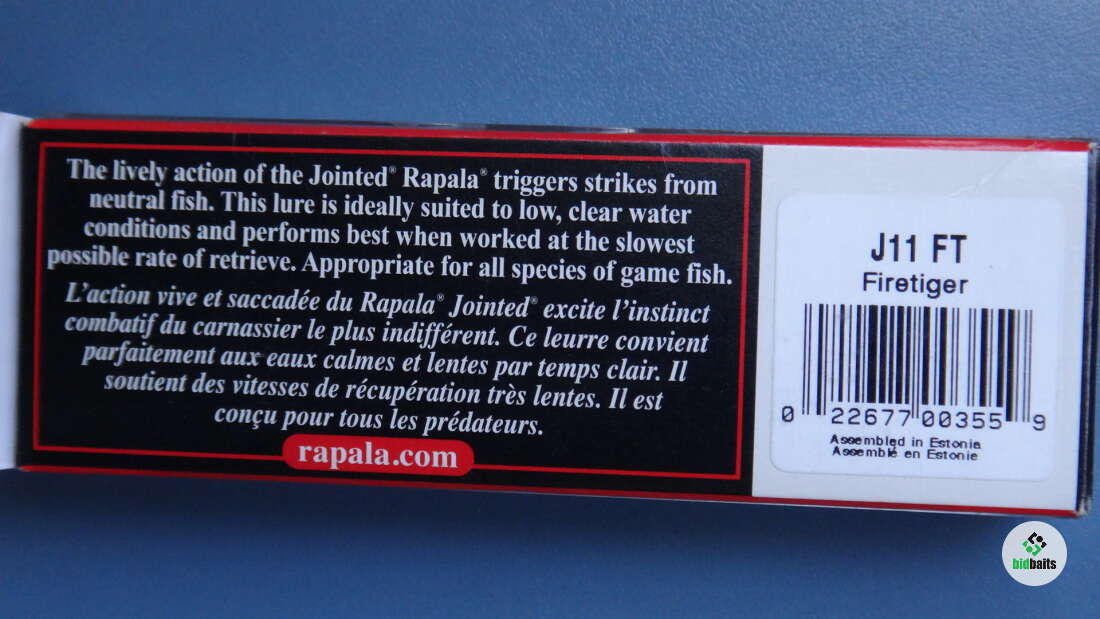 The lively action of the Jointed® Rapala® triggers strikes from
neutral fish. This lure is ideally suited to low, clear water
conditions and performs best when worked at the slowest
possible rate of retrieve. Appropriate for all species of game fish.
L'action vive et saccadée du Rapala® Jointed® excite l'instinct
combatif du carnassier le plus indifférent. Ce leurre convient
parfaitement aux eaux calmes et lentes par temps clair. Il
soutient des vitesses de récupération très lentes. Il est
conçu pour tous les prédateurs.
rapala.com
J11 FT
Firetiger
0 22677 00355 9
Assembled in Estonia
Assemblé en Estonie
bidbaits